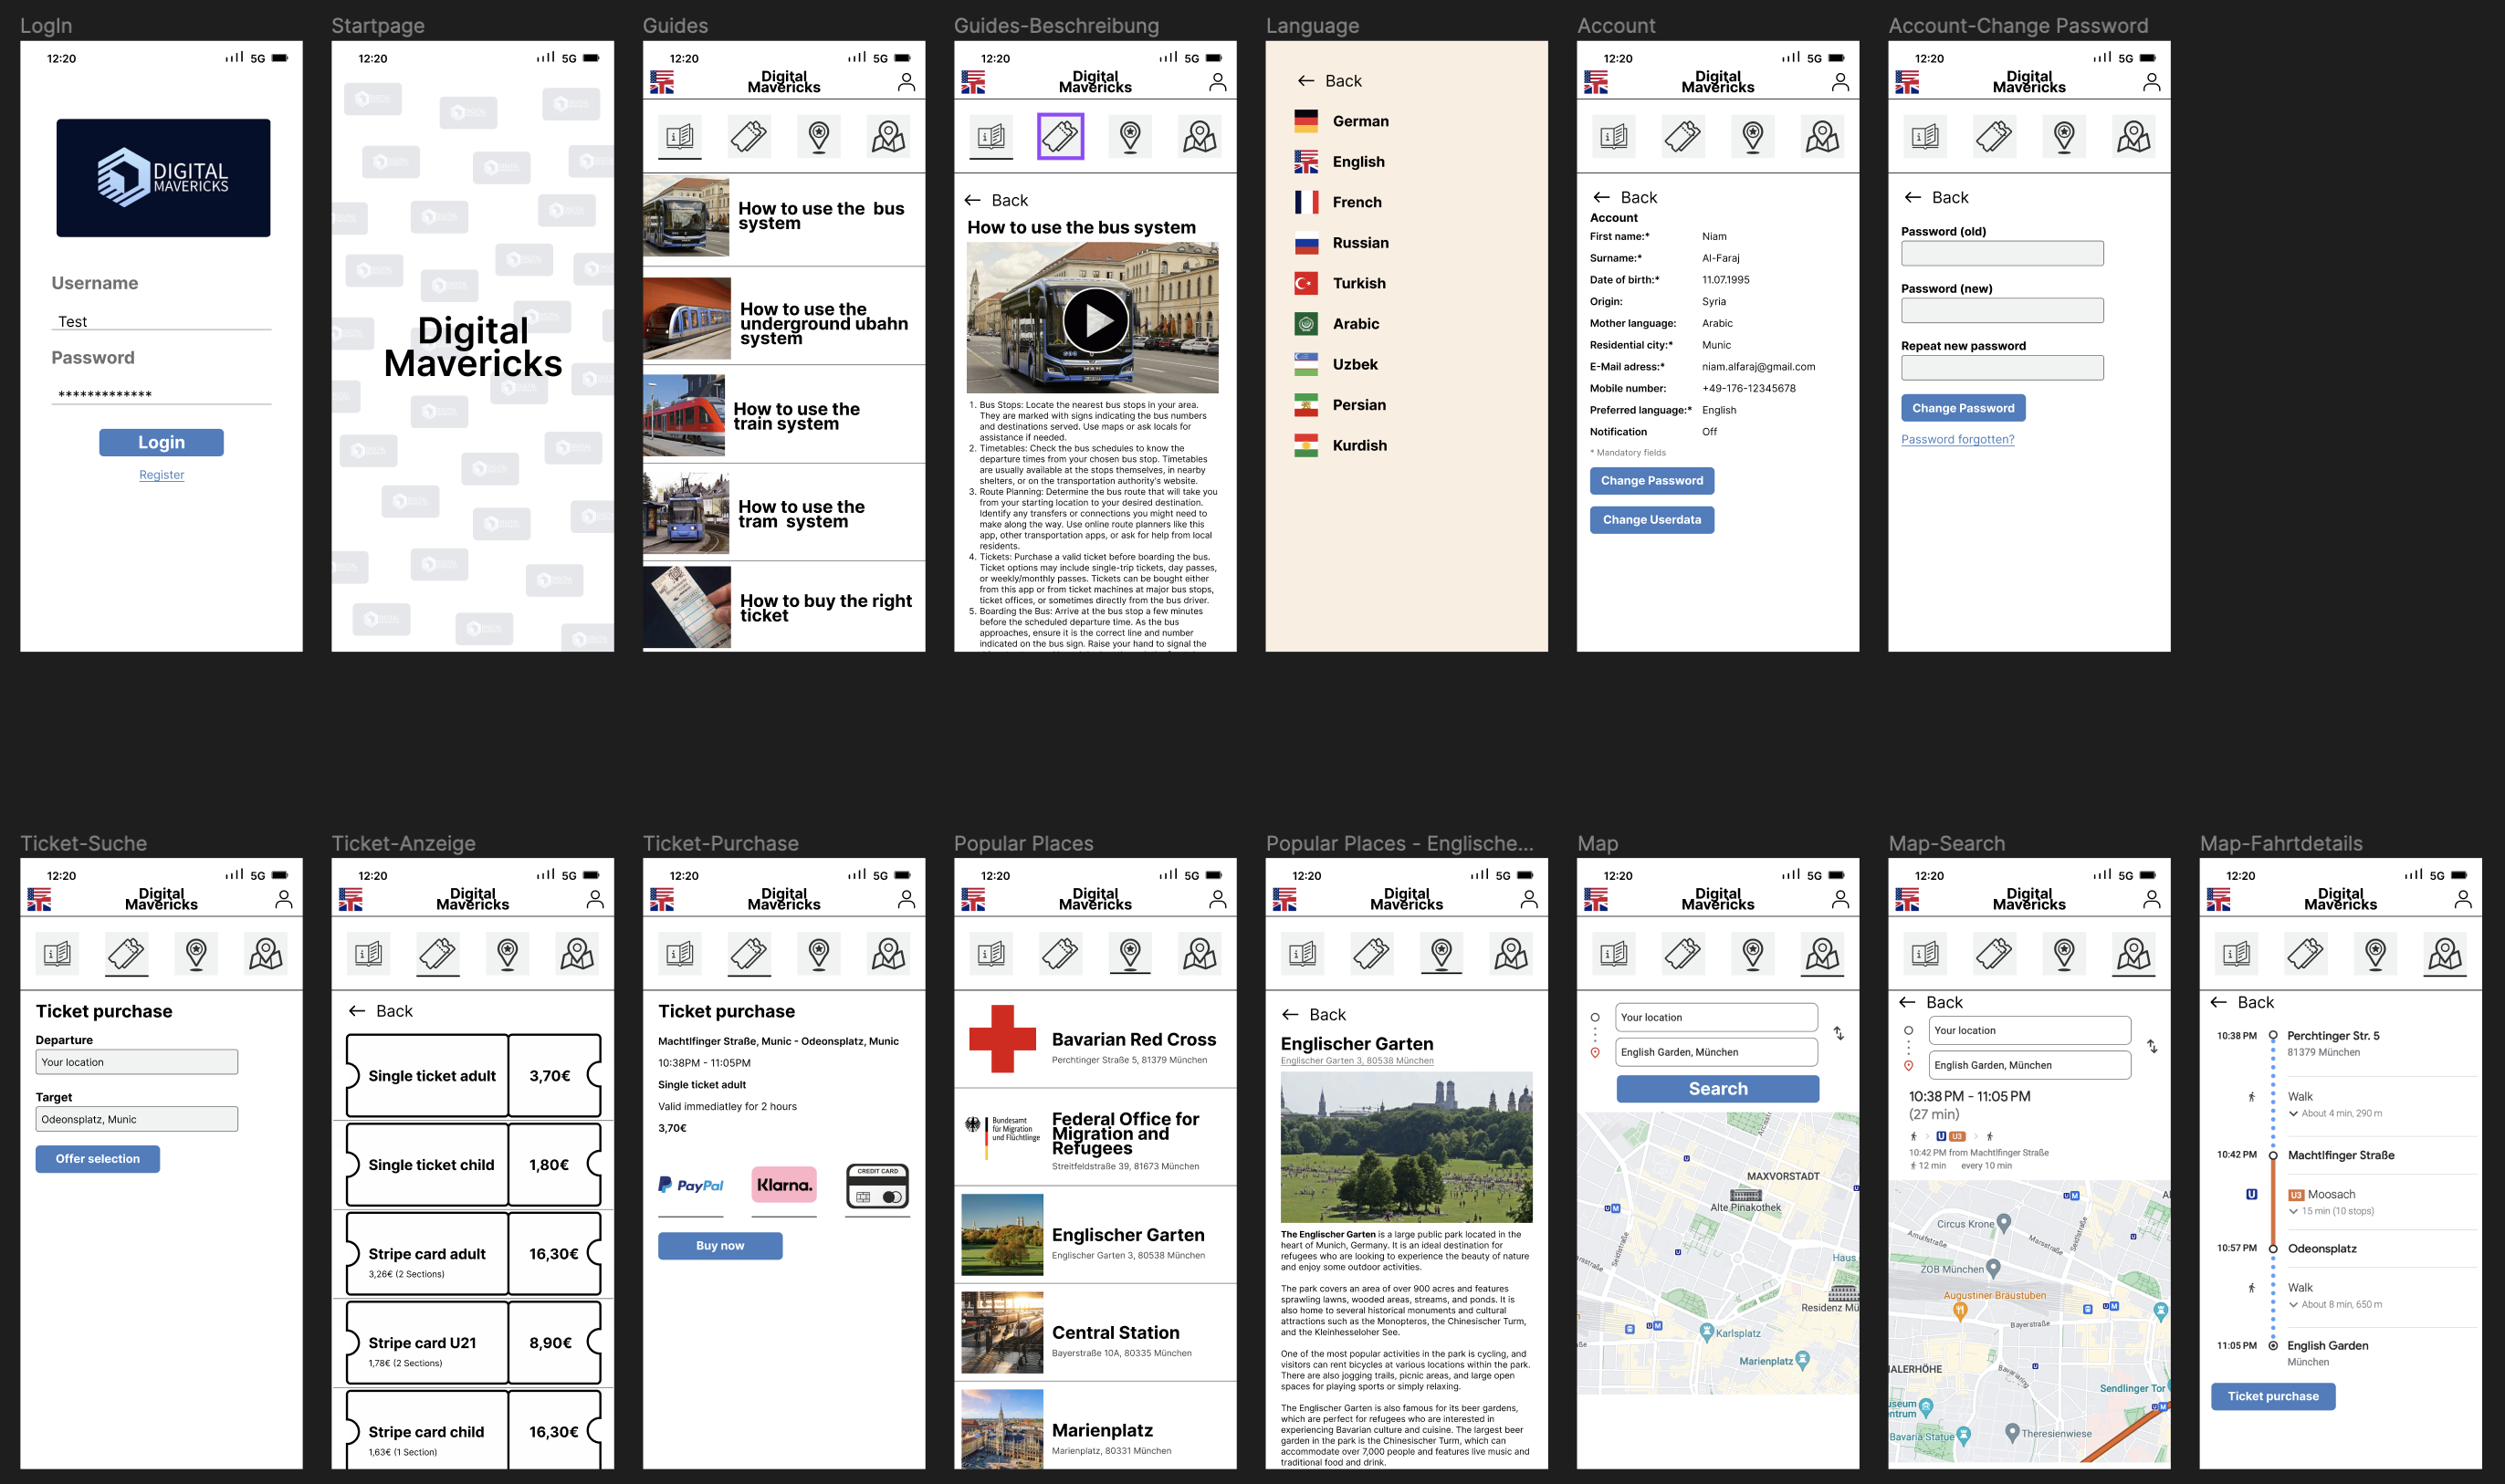 LogIn
12:20
5G
DIGITAL
MAVERICKS
Username
Test
Password
*************
Login
Register
Startpage
12:20
5G
Digital
Mavericks
Guides
12:20
5G
Digital
Mavericks
How to use the bus
system
How to use the
underground ubahn
system
How to use the
train system
How to use the
tram system
How to buy the right
ticket
Guides-Beschreibung
12:20
5G
Digital
Mavericks
Back
How to use the bus system
1. Bus Stops: Locate the nearest bus stops in your area.
They are marked with signs indicating the bus numbers
and destinations served. Use maps or ask locals for
assistance if needed.
2. Timetables: Check the bus schedules to know the
departure times from your chosen bus stop. Timetables
are usually available at the stops themselves, in nearby
shelters, or on the transportation authority's website.
3. Route Planning: Determine the bus route that will take you
from your starting location to your desired destination.
Identify any transfers or connections you might need to
make along the way. Use online route planners like this
app, other transportation apps, or ask for help from local
residents.
4. Tickets: Purchase a valid ticket before boarding the bus.
Ticket options may include single-trip tickets, day passes,
or weekly/monthly passes. Tickets can be bought either
from this app or from ticket machines at major bus stops,
ticket offices, or sometimes directly from the bus driver.
5. Boarding the Bus: Arrive at the bus stop a few minutes
before the scheduled departure time. As the bus
approaches, ensure it is the correct line and number
indicated on the bus sign. Raise your hand to signal the
Language
Back
German
English
French
Russian
Turkish
Arabic
Uzbek
Persian
Kurdish
Account
12:20
5G
Digital
Mavericks
Back
Account
First name:* Niam
Surname:* Al-Faraj
Date of birth:* 11.07.1995
Origin: Syria
Mother language: Arabic
Residential city:* Munic
E-Mail adress:* niam.alfaraj@gmail.com
Mobile number: +49-176-12345678
Preferred language:* English
Notification Off
* Mandatory fields
Change Password
Change Userdata
Account-Change Password
12:20
5G
Digital
Mavericks
Back
Password (old)
Password (new)
Repeat new password
Change Password
Password forgotten?
Ticket-Suche
12:20
5G
Digital
Mavericks
Ticket purchase
Departure
Your location
Target
Odeonsplatz, Munic
Offer selection
Ticket-Anzeige
12:20
5G
Digital
Mavericks
Back
Single ticket adult 3,70€
Single ticket child 1,80€
Stripe card adult 16,30€
3,26€ (2 Sections)
Stripe card U21 8,90€
1,78€ (2 Sections)
Stripe card child 16,30€
1,63€ (1 Section)
Ticket-Purchase
12:20
5G
Digital
Mavericks
Ticket purchase
Machtlfinger Straße, Munic - Odeonsplatz, Munic
10:38PM - 11:05PM
Single ticket adult
Valid immediatley for 2 hours
3,70€
PayPal
Klarna.
CREDIT CARD
Buy now
Popular Places
12:20
5G
Digital
Mavericks
Bavarian Red Cross
Perchtinger Straße 5, 81379 München
Bundesamt
für Migration
und Flüchtlinge
Federal Office for
Migration and
Refugees
Streitfeldstraße 39, 81673 München
Englischer Garten
Englischer Garten 3, 80538 München
Central Station
Bayerstraße 10A, 80335 München
Marienplatz
Marienplatz, 80331 München
Popular Places - Englische...
12:20
5G
Digital
Mavericks
Back
Englischer Garten
Englischer Garten 3, 80538 München
The Englischer Garten is a large public park located in the
heart of Munich, Germany. It is an ideal destination for
refugees who are looking to experience the beauty of nature
and enjoy some outdoor activities.
The park covers an area of over 900 acres and features
sprawling lawns, wooded areas, streams, and ponds. It is
also home to several historical monuments and cultural
attractions such as the Monopteros, the Chinesischer Turm,
and the Kleinhesseloher See.
One of the most popular activities in the park is cycling, and
visitors can rent bicycles at various locations within the park.
There are also jogging trails, picnic areas, and large open
spaces for playing sports or simply relaxing.
The Englischer Garten is also famous for its beer gardens,
which are perfect for refugees who are interested in
experiencing Bavarian culture and cuisine. The largest beer
garden in the park is the Chinesischer Turm, which can
accommodate over 7,000 people and features live music and
traditional food and drink.
Map
12:20
5G
Digital
Mavericks
Your location
English Garden, München
Search
MAXVORSTADT
Alte Pinakothek
Seidlstraße
Haus
Residenz Mü
Karlsplatz
Marienplatz
Map-Search
12:20
5G
Digital
Mavericks
Back
Your location
English Garden, München
10:38 PM - 11:05 PM
(27 min)
U U3
10:42 PM from Machtlfinger Straße
12 min every 10 min
Circus Krone
Arnulfstraße
Marsstraße
Seidlstraße
ZOB München
Augustiner Bräustuben
Bayerstraße
Bavariaring
Sendlinger Tor
Theresienwiese
Bavaria Statue
Map-Fahrtdetails
12:20
5G
Digital
Mavericks
Back
10:38 PM Perchtinger Str. 5
81379 München
Walk
About 4 min, 290 m
10:42 PM Machtlfinger Straße
U U3 Moosach
15 min (10 stops)
10:57 PM Odeonsplatz
Walk
About 8 min, 650 m
11:05 PM English Garden
München
Ticket purchase